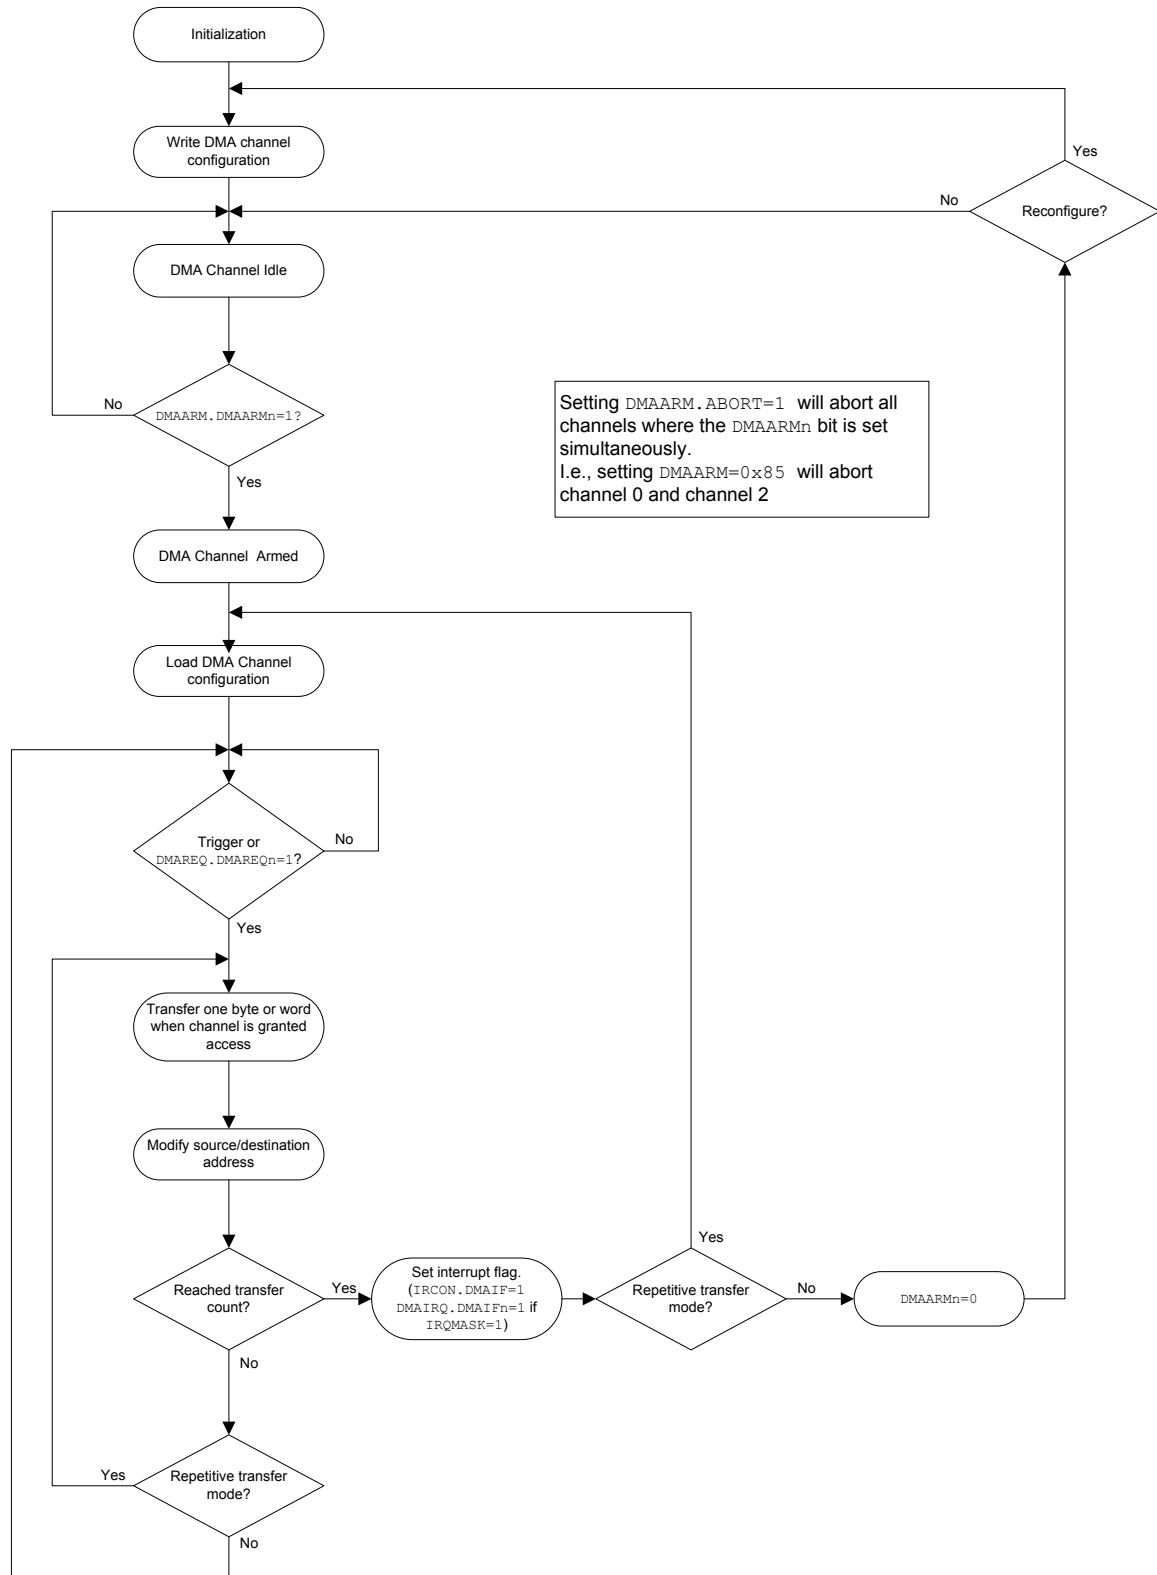 Initialization
Write DMA channel
configuration
Yes
No
Reconfigure?
DMA Channel Idle
No
DMAARM.DMAARMn=1?
Setting DMAARM.ABORT=1 will abort all
channels where the DMAARMn bit is set
simultaneously.
I.e., setting DMAARM=0x85 will abort
channel 0 and channel 2
Yes
DMA Channel Armed
Load DMA Channel
configuration
Trigger or
DMAREQ.DMAREQn=1?
No
Yes
Transfer one byte or word
when channel is granted
access
Modify source/destination
address
Reached transfer
count?
Yes
Set interrupt flag.
(IRCON.DMAIF=1
DMAIRQ.DMAIFn=1 if
IRQMASK=1)
Yes
Repetitive transfer
mode?
No
DMAARMn=0
No
Yes
Repetitive transfer
mode?
No